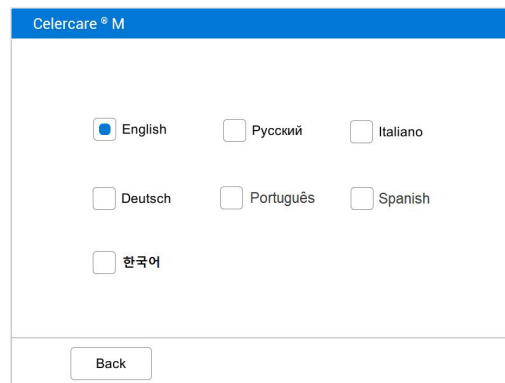 Celercare ® M
English Русский Italiano
Deutsch Português Spanish
한국어
Back